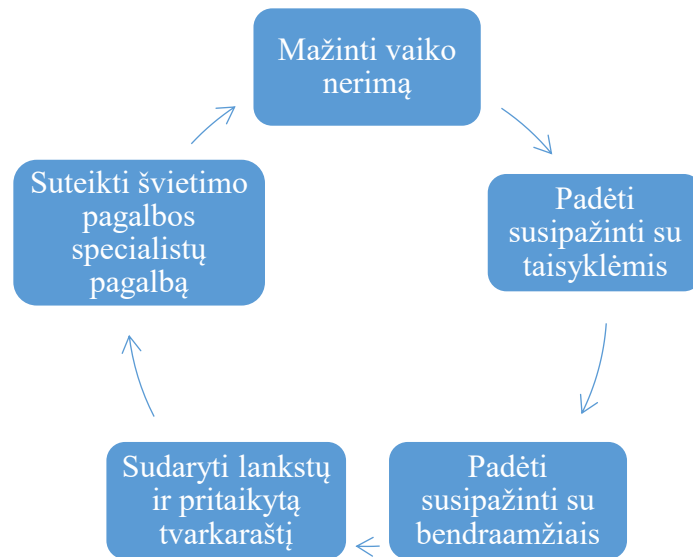 Mažinti vaiko
nerimą
Padėti
susipažinti su
taisyklėmis
Padėti
susipažinti su
bendraamžiais
Sudaryti lankstų
ir pritaikytą
tvarkaraštį
Suteikti švietimo
pagalbos
specialistų
pagalbą